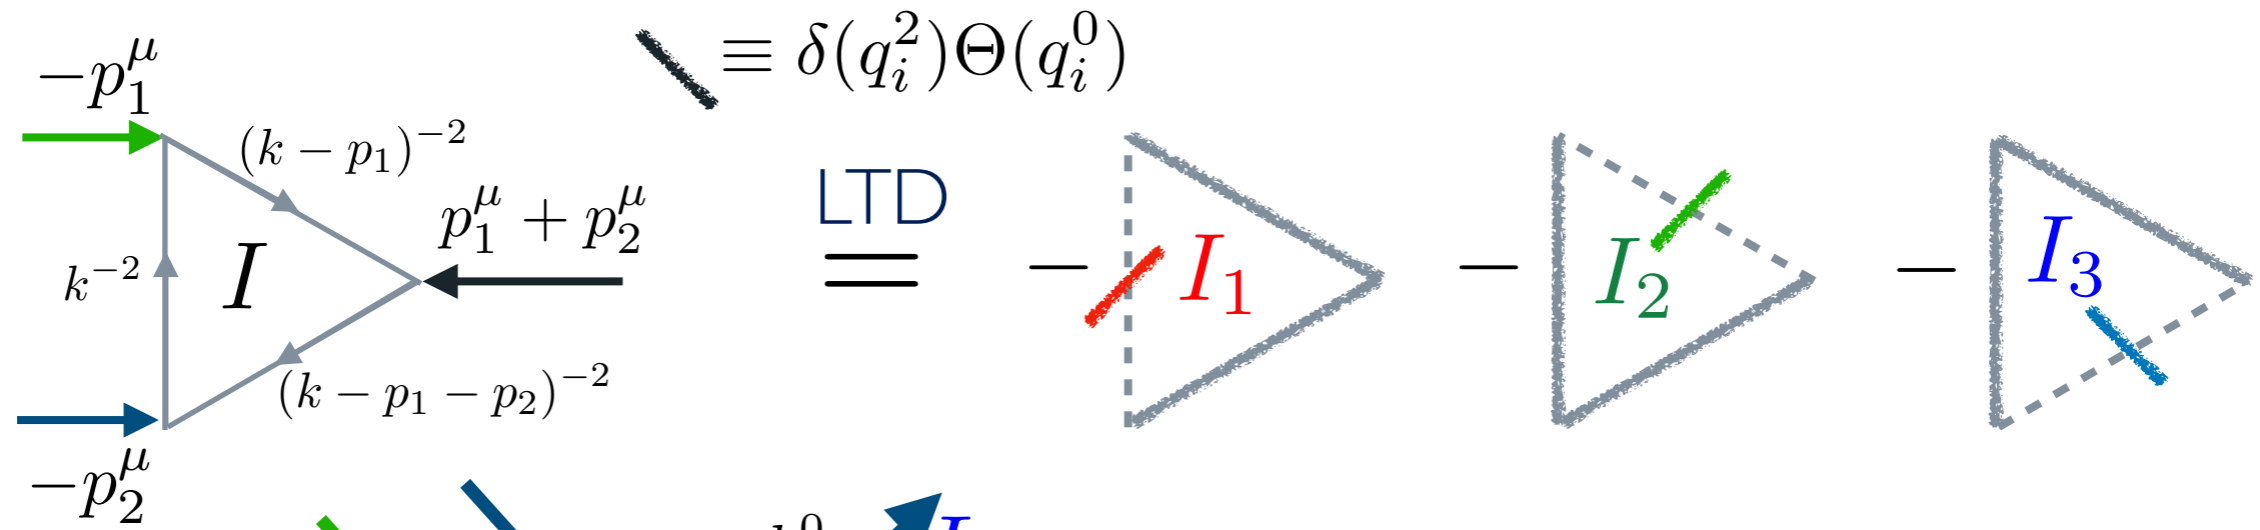 ≡ δ(q_i^2)Θ(q_i^0)
−p_1^μ
(k − p_1)^{−2}
p_1^μ + p_2^μ
k^{−2}
I
(k − p_1 − p_2)^{−2}
−p_2^μ
LTD
=
− I_1
− I_2
− I_3